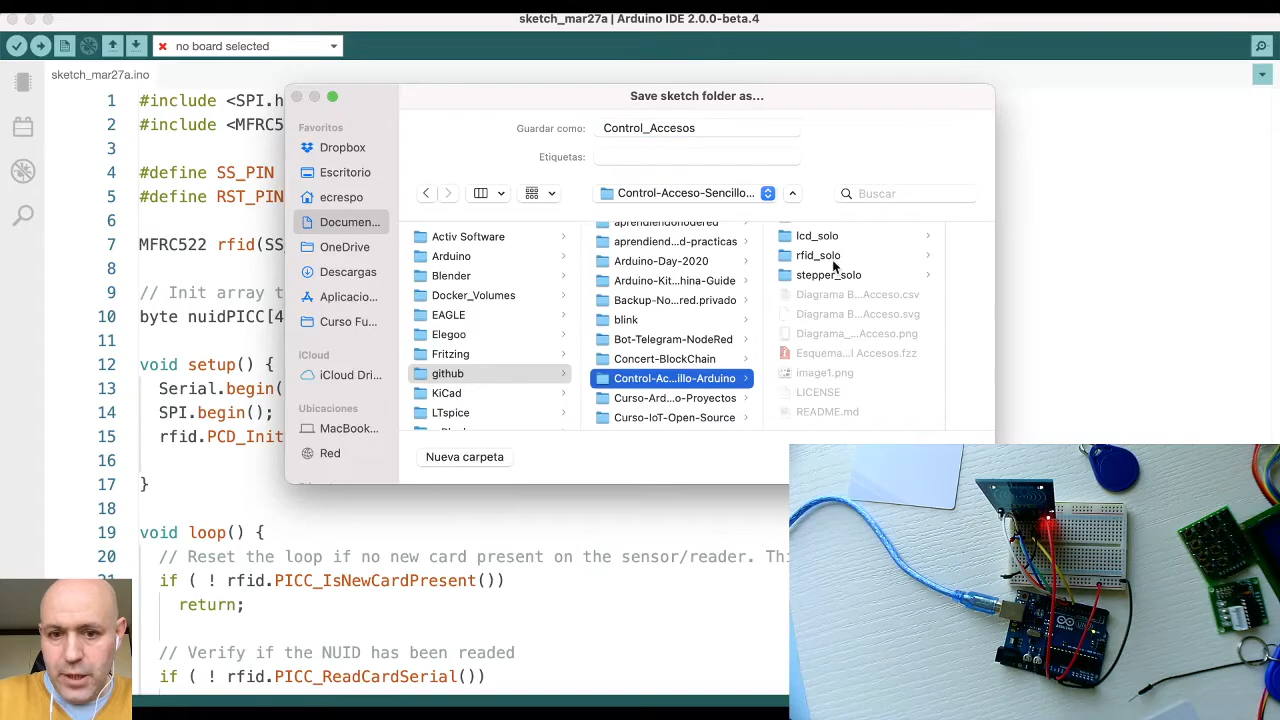 sketch_mar27a | Arduino IDE 2.0.0-beta.4
no board selected
sketch_mar27a.ino
1 #include <SPI.h
2 #include <MFRC5
3
4 #define SS_PIN
5 #define RST_PIN
6
7 MFRC522 rfid(SS_
8
9 // Init array t
10 byte nuidPICC[4
11
12 void setup() {
13 Serial.begin(
14 SPI.begin();
15 rfid.PCD_Init
16
17 }
18
19 void loop() {
20 // Reset the loop if no new card present on the sensor/reader. Thi
if ( ! rfid.PICC_IsNewCardPresent())
return;
// Verify if the NUID has been readed
if ( ! rfid.PICC_ReadCardSerial())
Save sketch folder as...
Guardar como: Control_Accesos
Etiquetas:
Control-Acceso-Sencillo...
Buscar
Favoritos
Dropbox
Escritorio
ecrespo
Documen...
OneDrive
Descargas
Aplicacio...
Curso Fu...
iCloud
iCloud Dri...
Ubicaciones
MacBook...
Red
Activ Software
Arduino
Blender
Docker_Volumes
EAGLE
Elegoo
Fritzing
github
KiCad
LTspice
aprendiendonodered
aprendiend...d-practicas
Arduino-Day-2020
Arduino-Kit...hina-Guide
Backup-No...red.privado
blink
Bot-Telegram-NodeRed
Concert-BlockChain
Control-Ac...illo-Arduino
Curso-Ard...o-Proyectos
Curso-IoT-Open-Source
lcd_solo
rfid_solo
stepper_solo
Diagrama B...Acceso.csv
Diagrama B...Acceso.svg
Diagrama_...Acceso.png
Esquema...l Accesos.fzz
image1.png
LICENSE
README.md
Nueva carpeta